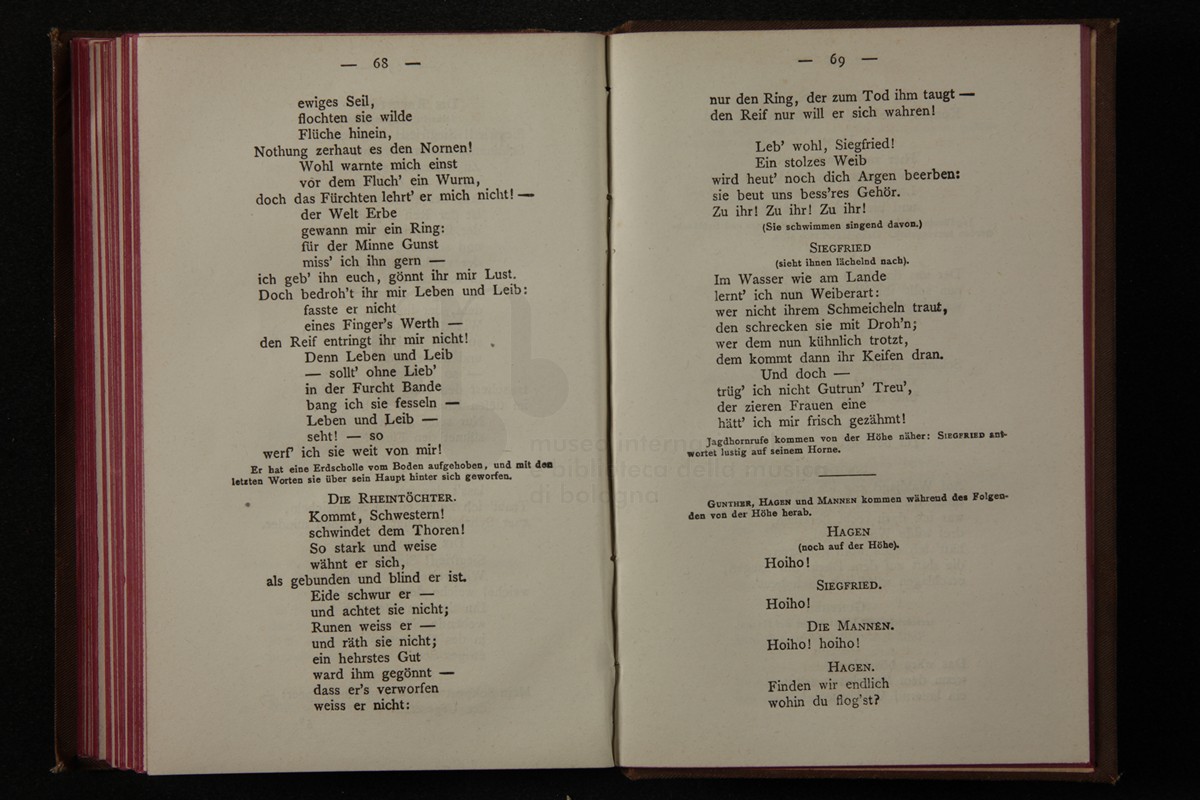 — 68 —
ewiges Seil,
flochten sie wilde
Flüche hinein,
Nothung zerhaut es den Nornen!
Wohl warnte mich einst
vor dem Fluch' ein Wurm,
doch das Fürchten lehrt' er mich nicht! —
der Welt Erbe
gewann mir ein Ring:
für der Minne Gunst
miss' ich ihn gern —
ich geb' ihn euch, gönnt ihr mir Lust.
Doch bedroh't ihr mir Leben und Leib:
fasste er nicht
eines Finger's Werth —
den Reif entringt ihr mir nicht!
Denn Leben und Leib
— sollt' ohne Lieb'
in der Furcht Bande
bang ich sie fesseln —
Leben und Leib —
seht! — so
werf' ich sie weit von mir!
Er hat eine Erdscholle vom Boden aufgehoben, und mit den
letzten Worten sie über sein Haupt hinter sich geworfen.
DIE RHEINTÖCHTER.
Kommt, Schwestern!
schwindet dem Thoren!
So stark und weise
wähnt er sich,
als gebunden und blind er ist.
Eide schwur er —
und achtet sie nicht;
Runen weiss er —
und räth sie nicht;
ein hehrstes Gut
ward ihm gegönnt —
dass er's verworfen
weiss er nicht:
— 69 —
nur den Ring, der zum Tod ihm taugt —
den Reif nur will er sich wahren!
Leb' wohl, Siegfried!
Ein stolzes Weib
wird heut' noch dich Argen beerben:
sie beut uns bess'res Gehör.
Zu ihr! Zu ihr! Zu ihr!
(Sie schwimmen singend davon.)
SIEGFRIED
(sieht ihnen lächelnd nach).
Im Wasser wie am Lande
lernt' ich nun Weiberart:
wer nicht ihrem Schmeicheln traut,
den schrecken sie mit Droh'n;
wer dem nun kühnlich trotzt,
dem kommt dann ihr Keifen dran.
Und doch —
trüg' ich nicht Gutrun' Treu',
der zieren Frauen eine
hätt' ich mir frisch gezähmt!
Jagdhornrufe kommen von der Höhe näher: SIEGFRIED ant-
wortet lustig auf seinem Horne.
GUNTHER, HAGEN und MANNEN kommen während des Folgen-
den von der Höhe herab.
HAGEN
(noch auf der Höhe).
Hoiho!
SIEGFRIED.
Hoiho!
DIE MANNEN.
Hoiho! hoiho!
HAGEN.
Finden wir endlich
wohin du flog'st?
museo internazionale
e biblioteca della musica
di bologna